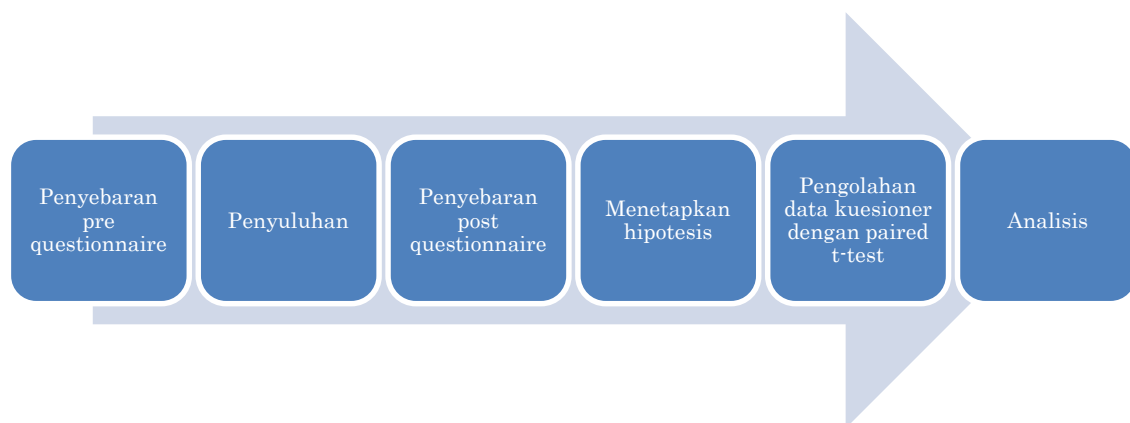 Penyebaran
pre
questionnaire
Penyuluhan
Penyebaran
post
questionnaire
Menetapkan
hipotesis
Pengolahan
data kuesioner
dengan paired
t-test
Analisis